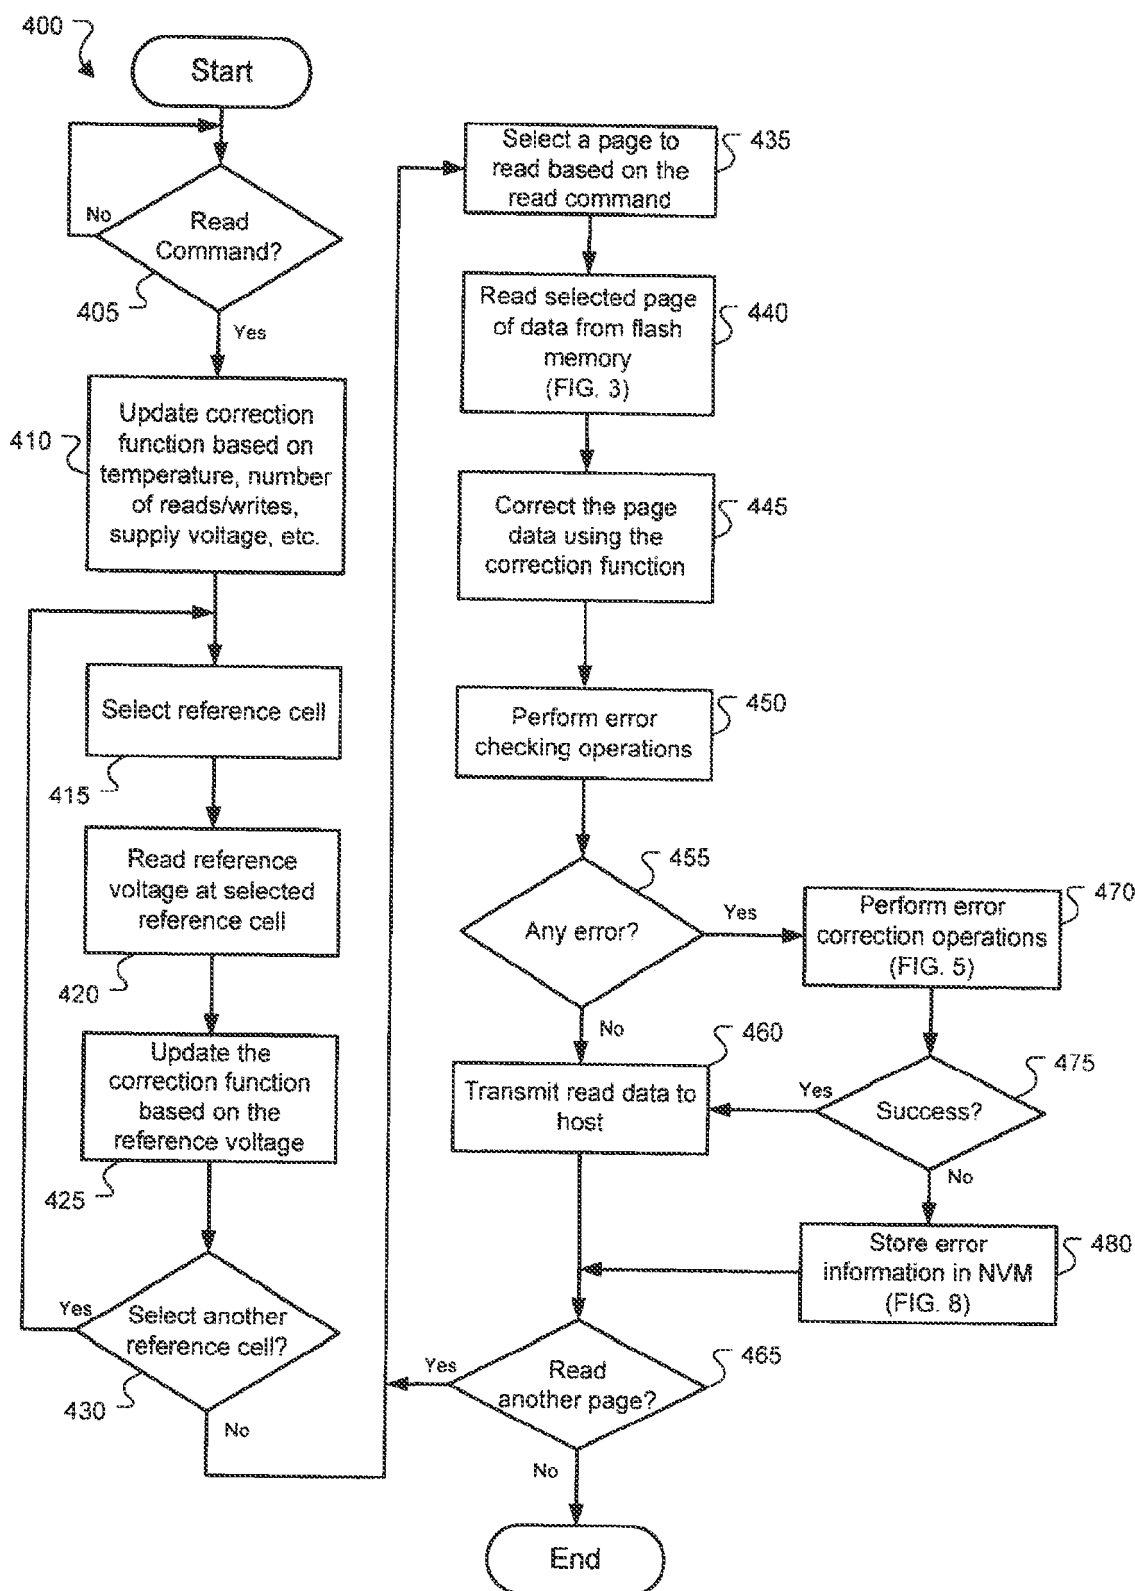 400
Start
Read
Command?
No
405
Yes
410
Update correction
function based on
temperature, number
of reads/writes,
supply voltage, etc.
Select reference cell
415
Read reference
voltage at selected
reference cell
420
Update the
correction function
based on the
reference voltage
425
Yes
Select another
reference cell?
430
No
Select a page to
read based on the
read command
435
Read selected page
of data from flash
memory
(FIG. 3)
440
Correct the page
data using the
correction function
445
Perform error
checking operations
450
455
Any error?
Yes
No
Perform error
correction operations
(FIG. 5)
470
460
Transmit read data to
host
475
Yes
Success?
No
Store error
information in NVM
(FIG. 8)
480
465
Yes
Read
another page?
No
End